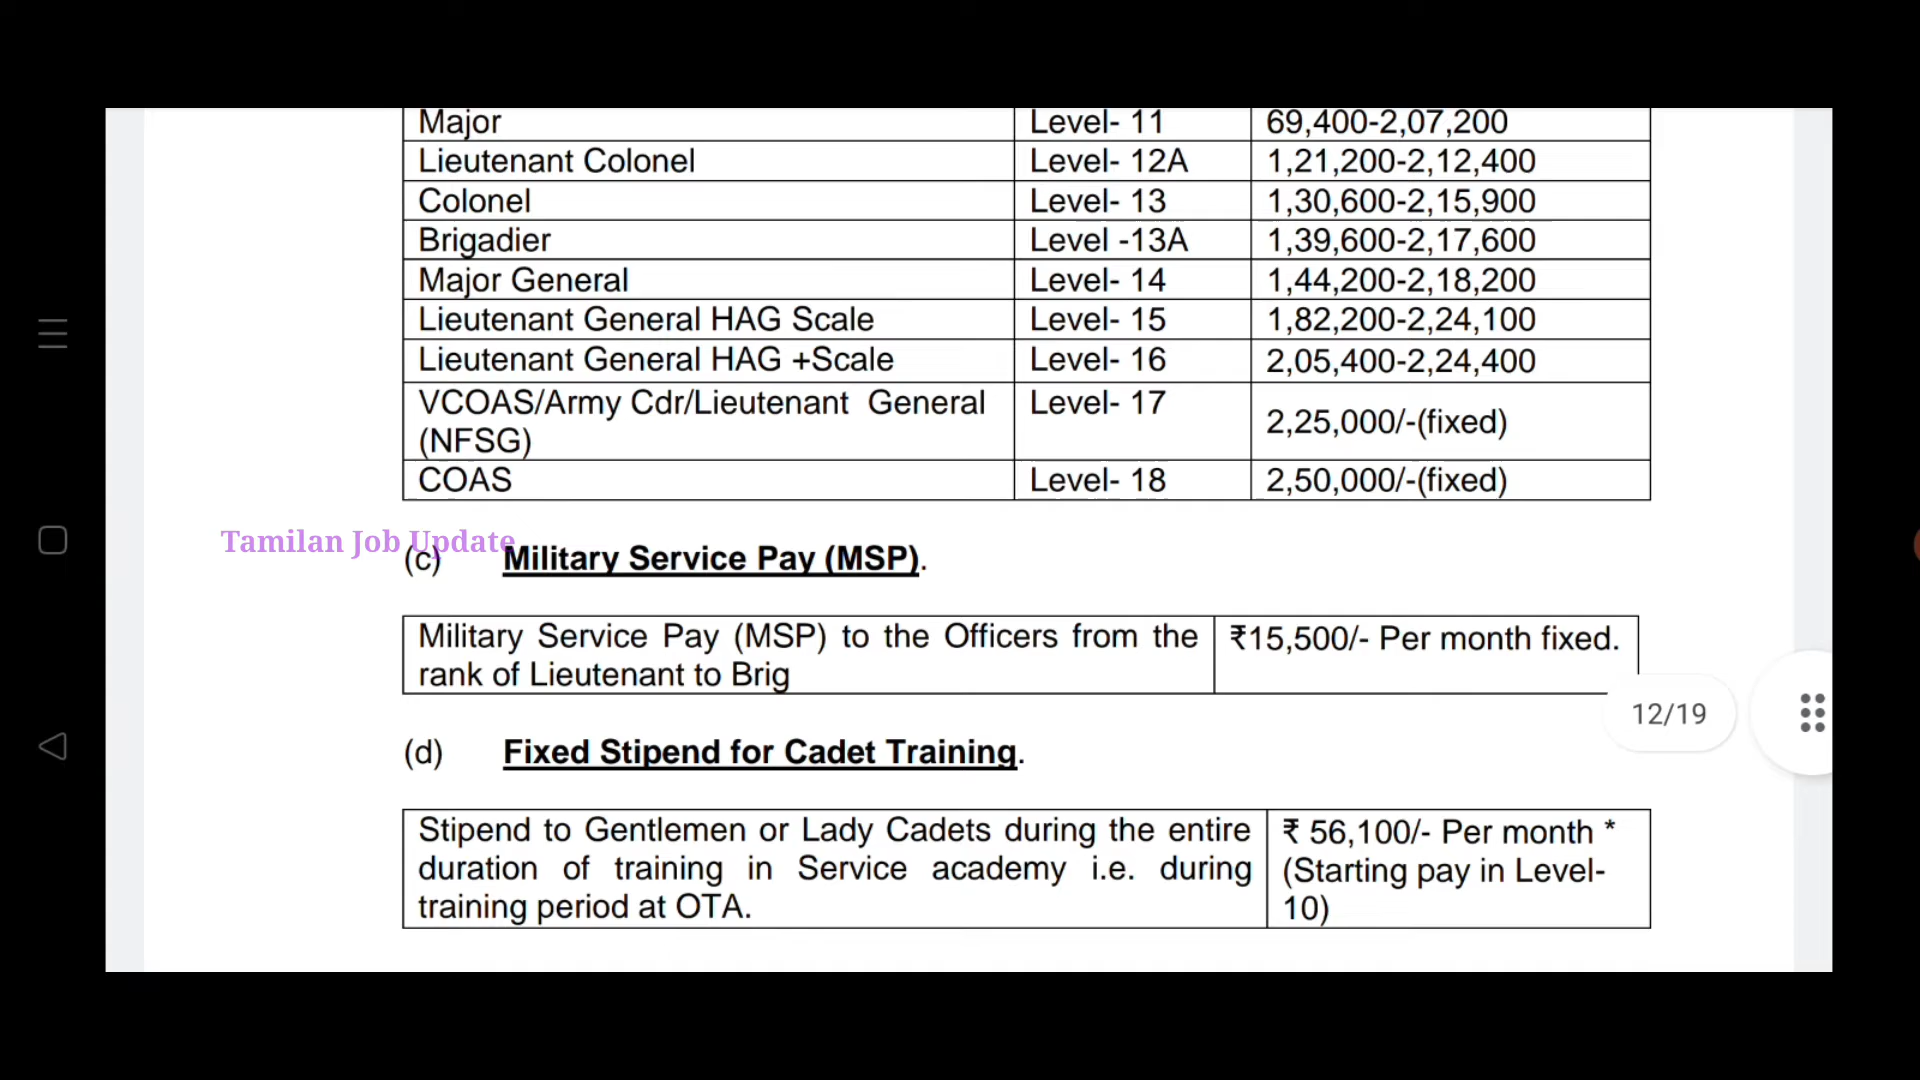 Major Level- 11 69,400-2,07,200
Lieutenant Colonel Level- 12A 1,21,200-2,12,400
Colonel Level- 13 1,30,600-2,15,900
Brigadier Level -13A 1,39,600-2,17,600
Major General Level- 14 1,44,200-2,18,200
Lieutenant General HAG Scale Level- 15 1,82,200-2,24,100
Lieutenant General HAG +Scale Level- 16 2,05,400-2,24,400
VCOAS/Army Cdr/Lieutenant General Level- 17 2,25,000/-(fixed)
(NFSG)
COAS Level- 18 2,50,000/-(fixed)
Tamilan Job Update
(c) Military Service Pay (MSP).
Military Service Pay (MSP) to the Officers from the ₹15,500/- Per month fixed.
rank of Lieutenant to Brig
12/19
(d) Fixed Stipend for Cadet Training.
Stipend to Gentlemen or Lady Cadets during the entire ₹ 56,100/- Per month *
duration of training in Service academy i.e. during (Starting pay in Level-
training period at OTA. 10)